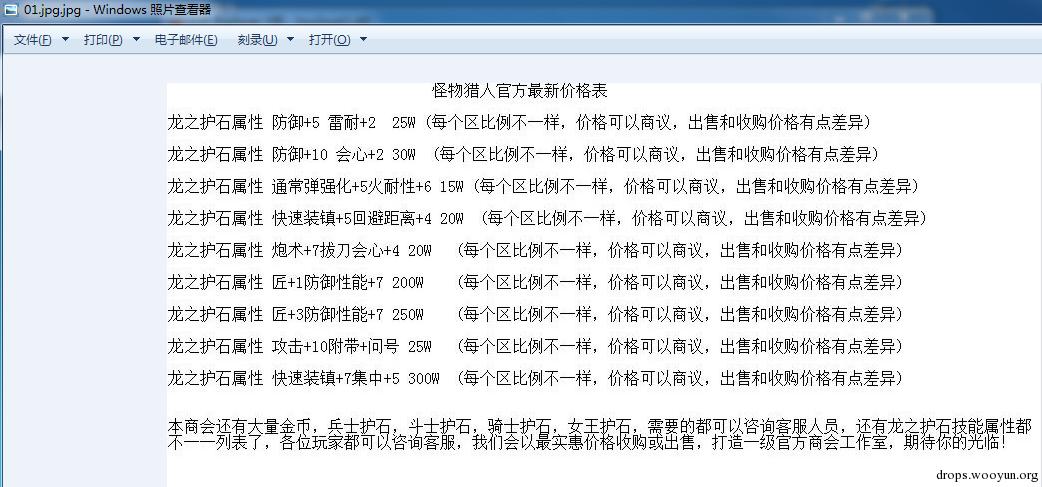 01.jpg.jpg - Windows 照片查看器
文件(F) 打印(P) 电子邮件(E) 刻录(U) 打开(O)
怪物猎人官方最新价格表
龙之护石属性 防御+5 雷耐+2 25W (每个区比例不一样，价格可以商议，出售和收购价格有点差异)
龙之护石属性 防御+10 会心+2 30W (每个区比例不一样，价格可以商议，出售和收购价格有点差异)
龙之护石属性 通常弹强化+5火耐性+6 15W (每个区比例不一样，价格可以商议，出售和收购价格有点差异)
龙之护石属性 快速装镇+5回避距离+4 20W (每个区比例不一样，价格可以商议，出售和收购价格有点差异)
龙之护石属性 炮术+7拔刀会心+4 20W (每个区比例不一样，价格可以商议，出售和收购价格有点差异)
龙之护石属性 匠+1防御性能+7 200W (每个区比例不一样，价格可以商议，出售和收购价格有点差异)
龙之护石属性 匠+3防御性能+7 250W (每个区比例不一样，价格可以商议，出售和收购价格有点差异)
龙之护石属性 攻击+10附带+问号 25W (每个区比例不一样，价格可以商议，出售和收购价格有点差异)
龙之护石属性 快速装镇+7集中+5 300W (每个区比例不一样，价格可以商议，出售和收购价格有点差异)
本商会还有大量金币，兵士护石，斗士护石，骑士护石，女王护石，需要的都可以咨询客服人员，还有龙之护石技能属性都
不一一列表了，各位玩家都可以咨询客服，我们会以最实惠价格收购或出售，打造一级官方商会工作室，期待你的光临！
drops.wooyun.org